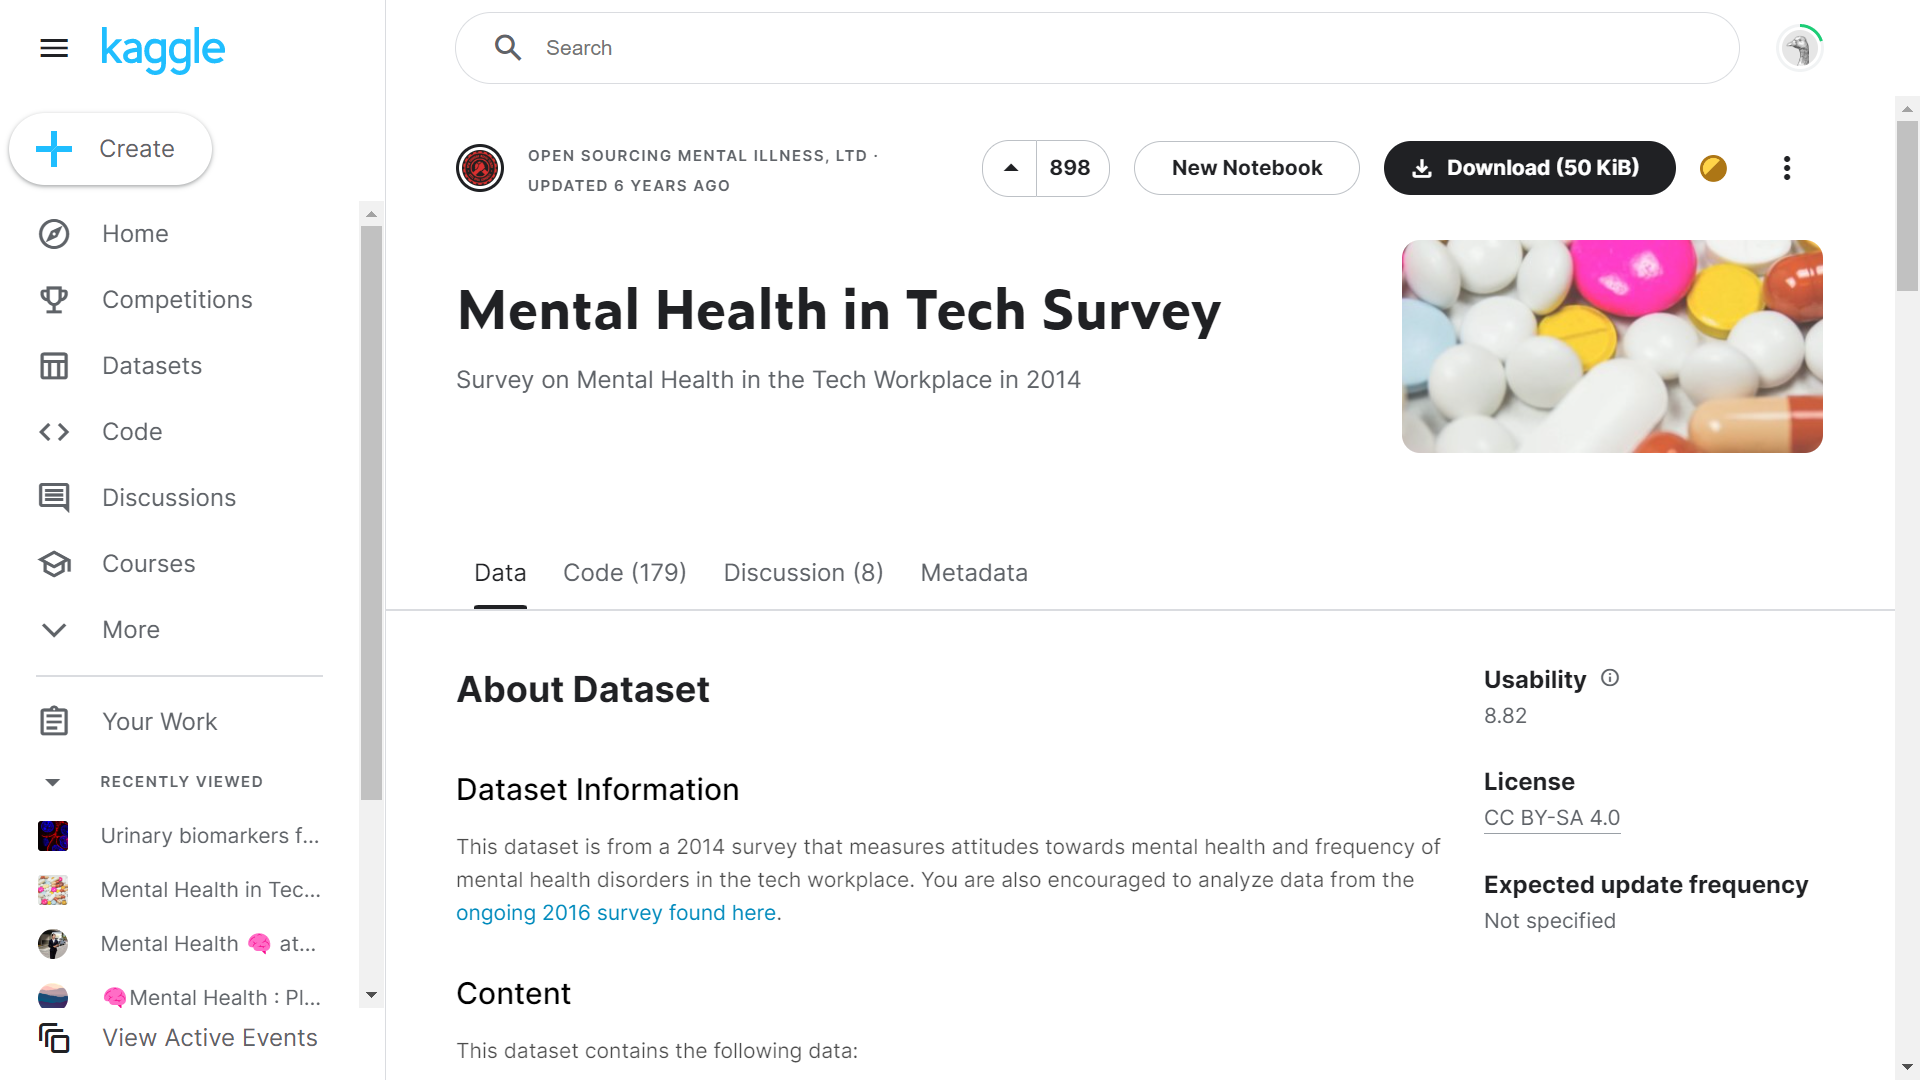 kaggle
Search
Create
Home
Competitions
Datasets
Code
Discussions
Courses
More
Your Work
RECENTLY VIEWED
Urinary biomarkers f...
Mental Health in Tec...
Mental Health 🧠 at...
🧠Mental Health : Pl...
View Active Events
OPEN SOURCING MENTAL ILLNESS, LTD ·
UPDATED 6 YEARS AGO
898
New Notebook
Download (50 KiB)
Mental Health in Tech Survey
Survey on Mental Health in the Tech Workplace in 2014
Data
Code (179)
Discussion (8)
Metadata
About Dataset
Dataset Information
This dataset is from a 2014 survey that measures attitudes towards mental health and frequency of
mental health disorders in the tech workplace. You are also encouraged to analyze data from the
ongoing 2016 survey found here.
Content
This dataset contains the following data:
Usability
8.82
License
CC BY-SA 4.0
Expected update frequency
Not specified